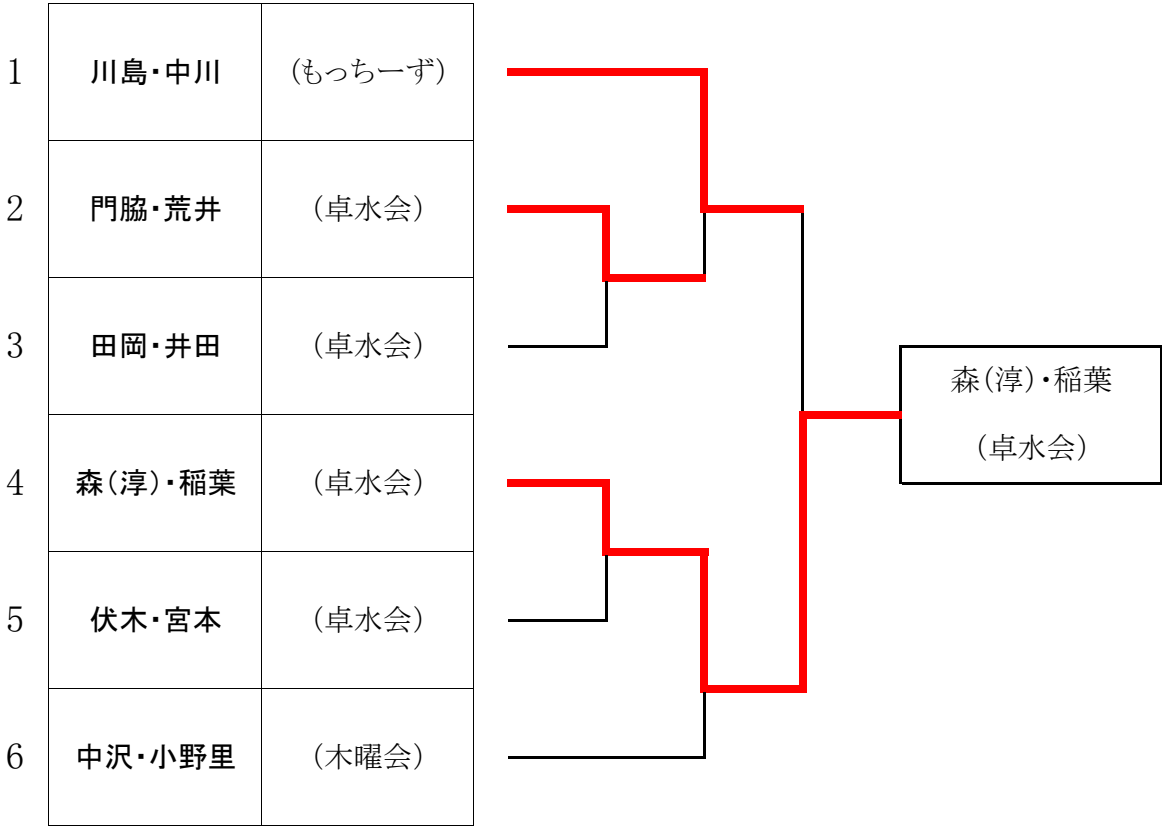 1 川島・中川 (もっちーず)
2 門脇・荒井 (卓水会)
3 田岡・井田 (卓水会)
森(淳)・稲葉
(卓水会)
4 森(淳)・稲葉 (卓水会)
5 伏木・宮本 (卓水会)
6 中沢・小野里 (木曜会)